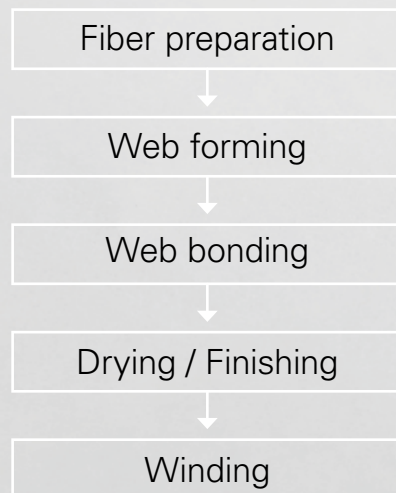 Fiber preparation
Web forming
Web bonding
Drying / Finishing
Winding